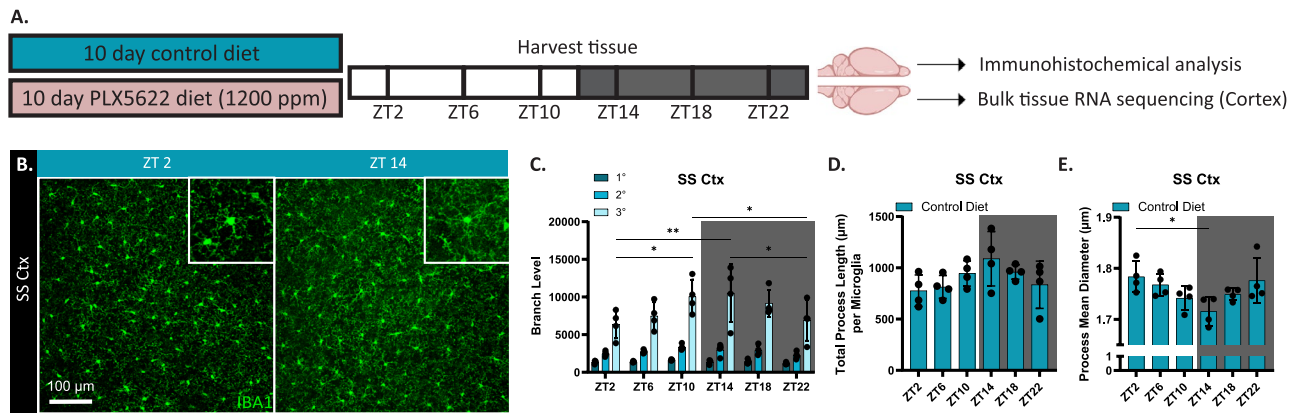 A.
10 day control diet
10 day PLX5622 diet (1200 ppm)
Harvest tissue
ZT2 ZT6 ZT10 ZT14 ZT18 ZT22
Immunohistochemical analysis
Bulk tissue RNA sequencing (Cortex)
B.
ZT 2 ZT 14
SS Ctx
100 µm
IBA1
C.
1°
2°
3°
SS Ctx
Branch Level
20000
15000
10000
5000
0
* ** * *
ZT2 ZT6 ZT10 ZT14 ZT18 ZT22
D.
SS Ctx
Control Diet
Total Process Length (µm)
per Microglia
1500
1000
500
0
ZT2 ZT6 ZT10 ZT14 ZT18 ZT22
E.
SS Ctx
Control Diet
Process Mean Diameter (µm)
1.9
1.8
1.7
1
0
*
ZT2 ZT6 ZT10 ZT14 ZT18 ZT22